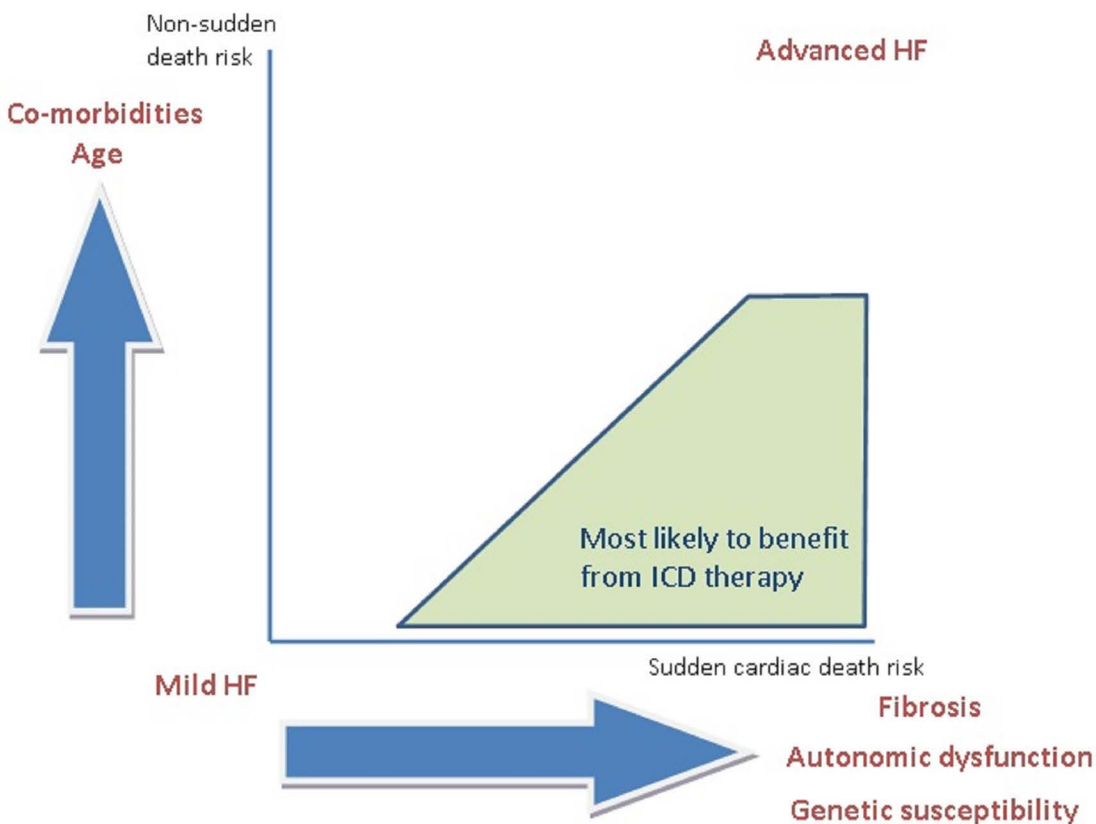 Non-sudden
death risk
Advanced HF
Co-morbidities
Age
Most likely to benefit
from ICD therapy
Sudden cardiac death risk
Mild HF
Fibrosis
Autonomic dysfunction
Genetic susceptibility